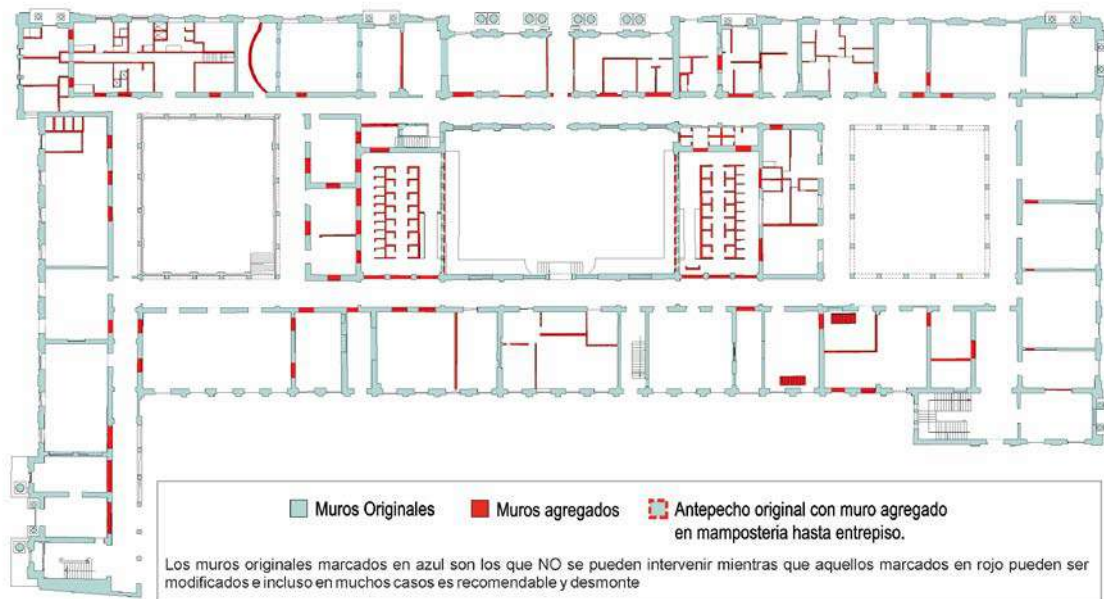 Muros Originales
Muros agregados
Antepecho original con muro agregado
en mampostería hasta entrepiso.
Los muros originales marcados en azul son los que NO se pueden intervenir mientras que aquellos marcados en rojo pueden ser
modificados e incluso en muchos casos es recomendable y desmonte